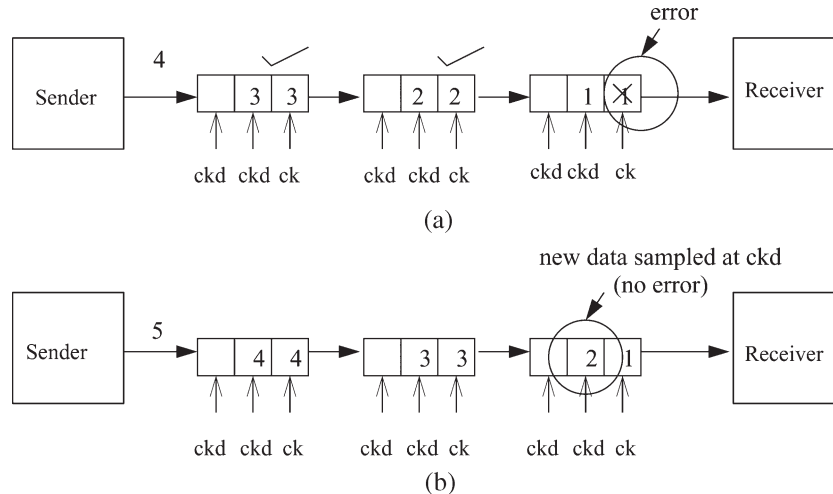 error
4
Sender
3 3
2 2
1 1
Receiver
ckd ckd ck
ckd ckd ck
ckd ckd ck
(a)
new data sampled at ckd
(no error)
5
Sender
4 4
3 3
2 1
Receiver
ckd ckd ck
ckd ckd ck
ckd ckd ck
(b)